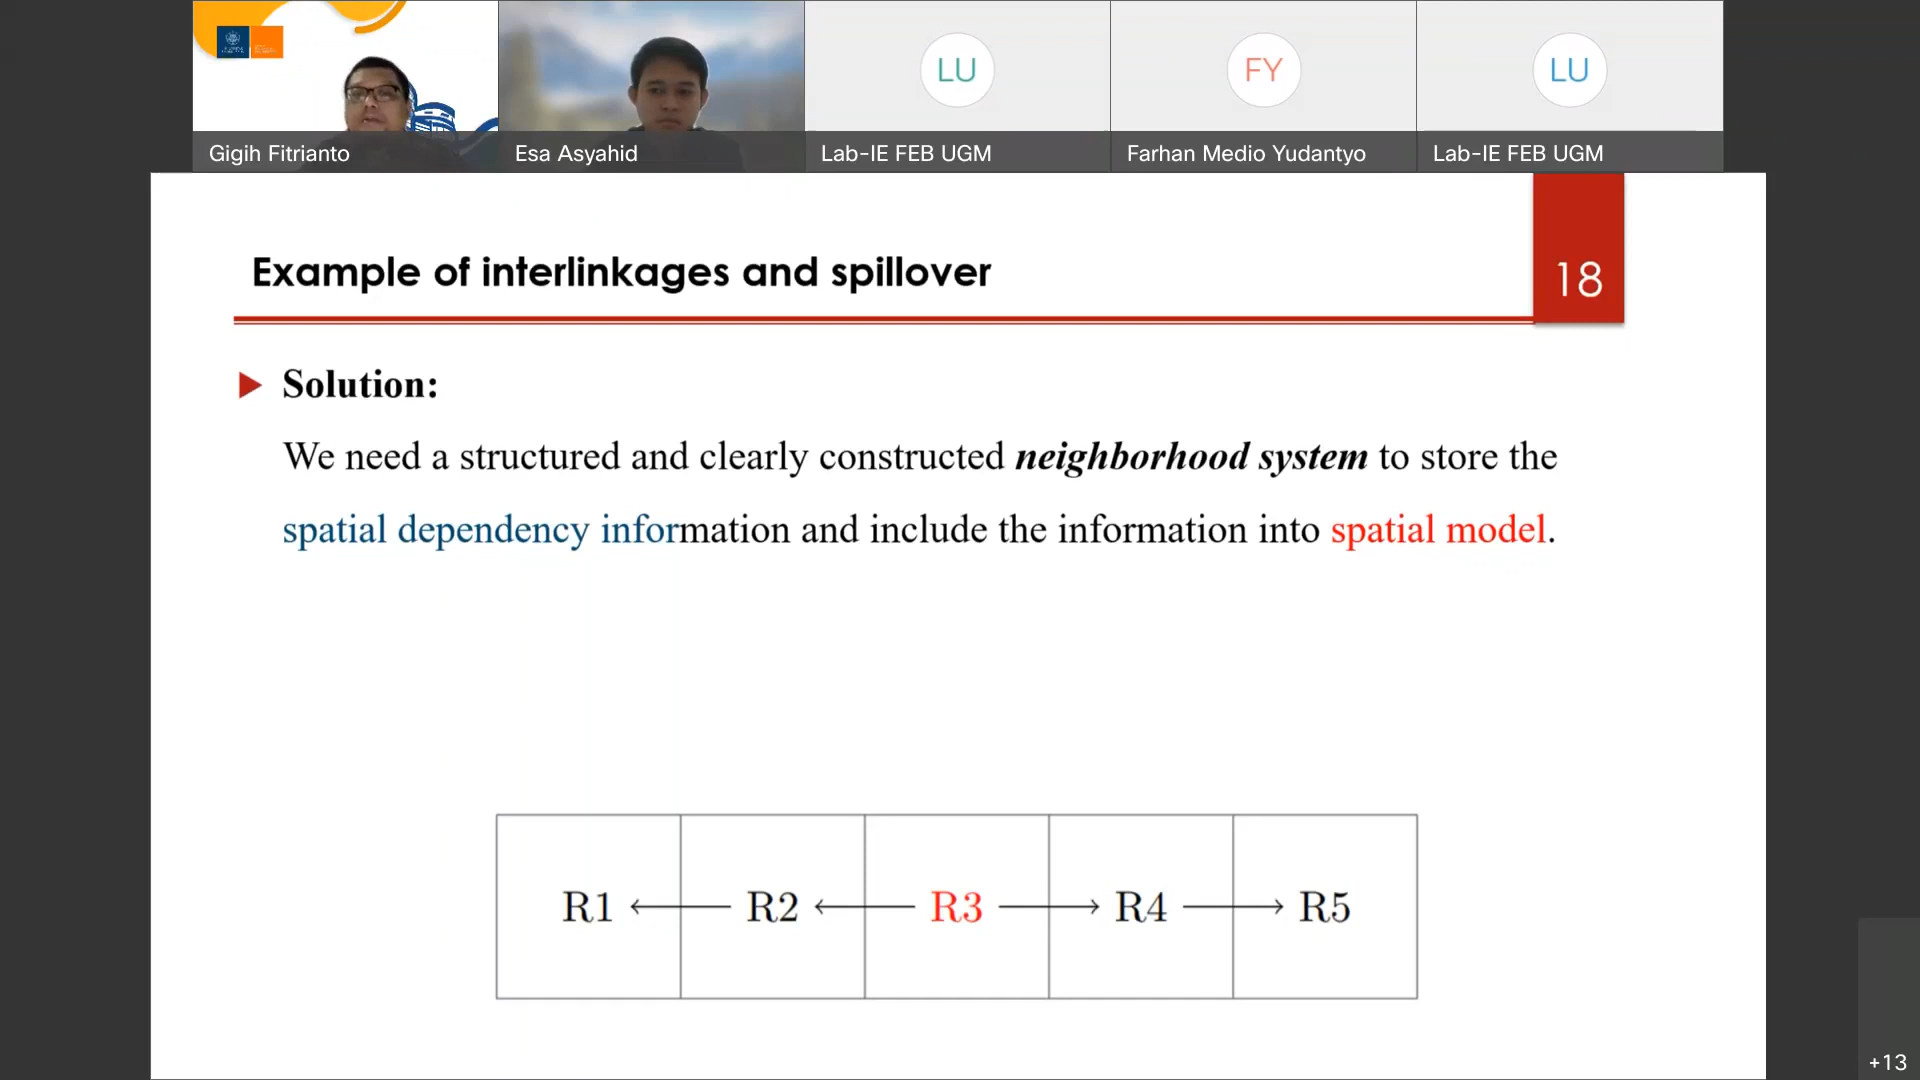 LU
FY
LU
Gigih Fitrianto
Esa Asyahid
Lab-IE FEB UGM
Farhan Medio Yudantyo
Lab-IE FEB UGM
Example of interlinkages and spillover
18
Solution:
We need a structured and clearly constructed neighborhood system to store the
spatial dependency information and include the information into spatial model.
R1 ← R2 ← R3 → R4 → R5
+13